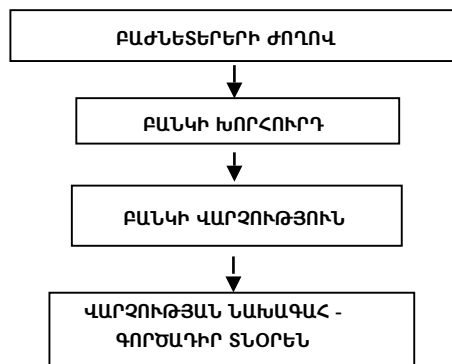 ԲԱԺՆԵՏԵՐԵՐԻ ԺՈՂՈՎ
ԲԱՆԿԻ ԽՈՐՀՈՒՐԴ
ԲԱՆԿԻ ՎԱՐՉՈՒԹՅՈՒՆ
ՎԱՐՉՈՒԹՅԱՆ ՆԱԽԱԳԱՀ -
ԳՈՐԾԱԴԻՐ ՏՆՕՐԵՆ